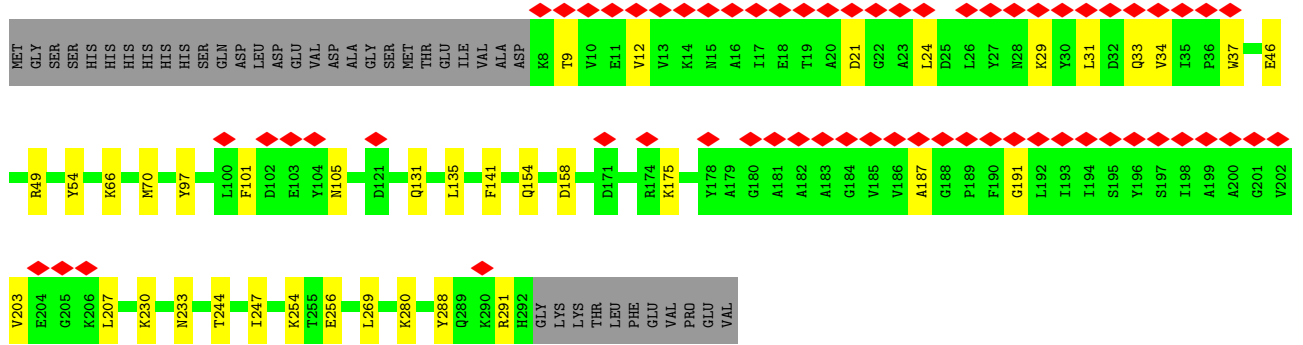 MET GLY SER SER HIS HIS HIS HIS HIS HIS SER GLN ASP LEU ASP GLU VAL ASP ALA GLY SER MET THR GLU ILE VAL ALA ASP K8 T9 V10 E11 V12 V13 K14 N15 A16 I17 E18 T19 A20 D21 G22 A23 L24 D25 L26 Y27 N28 K29 Y30 L31 D32 Q33 V34 I35 P36 W37 E46
R49 Y54 K66 M70 Y97 L100 F101 D102 E103 Y104 N105 D121 Q131 L135 F141 Q154 D158 D171 R174 K175 Y178 A179 G180 A181 A182 A183 G184 V185 V186 A187 G188 P189 F190 G191 L192 I193 I194 S195 Y196 S197 I198 A199 A200 G201 V202
V203 E204 G205 K206 L207 K230 N233 T244 I247 K254 T255 E256 L269 K280 Y288 Q289 K290 R291 H292 GLY LYS LYS THR LEU PHE GLU VAL PRO GLU VAL